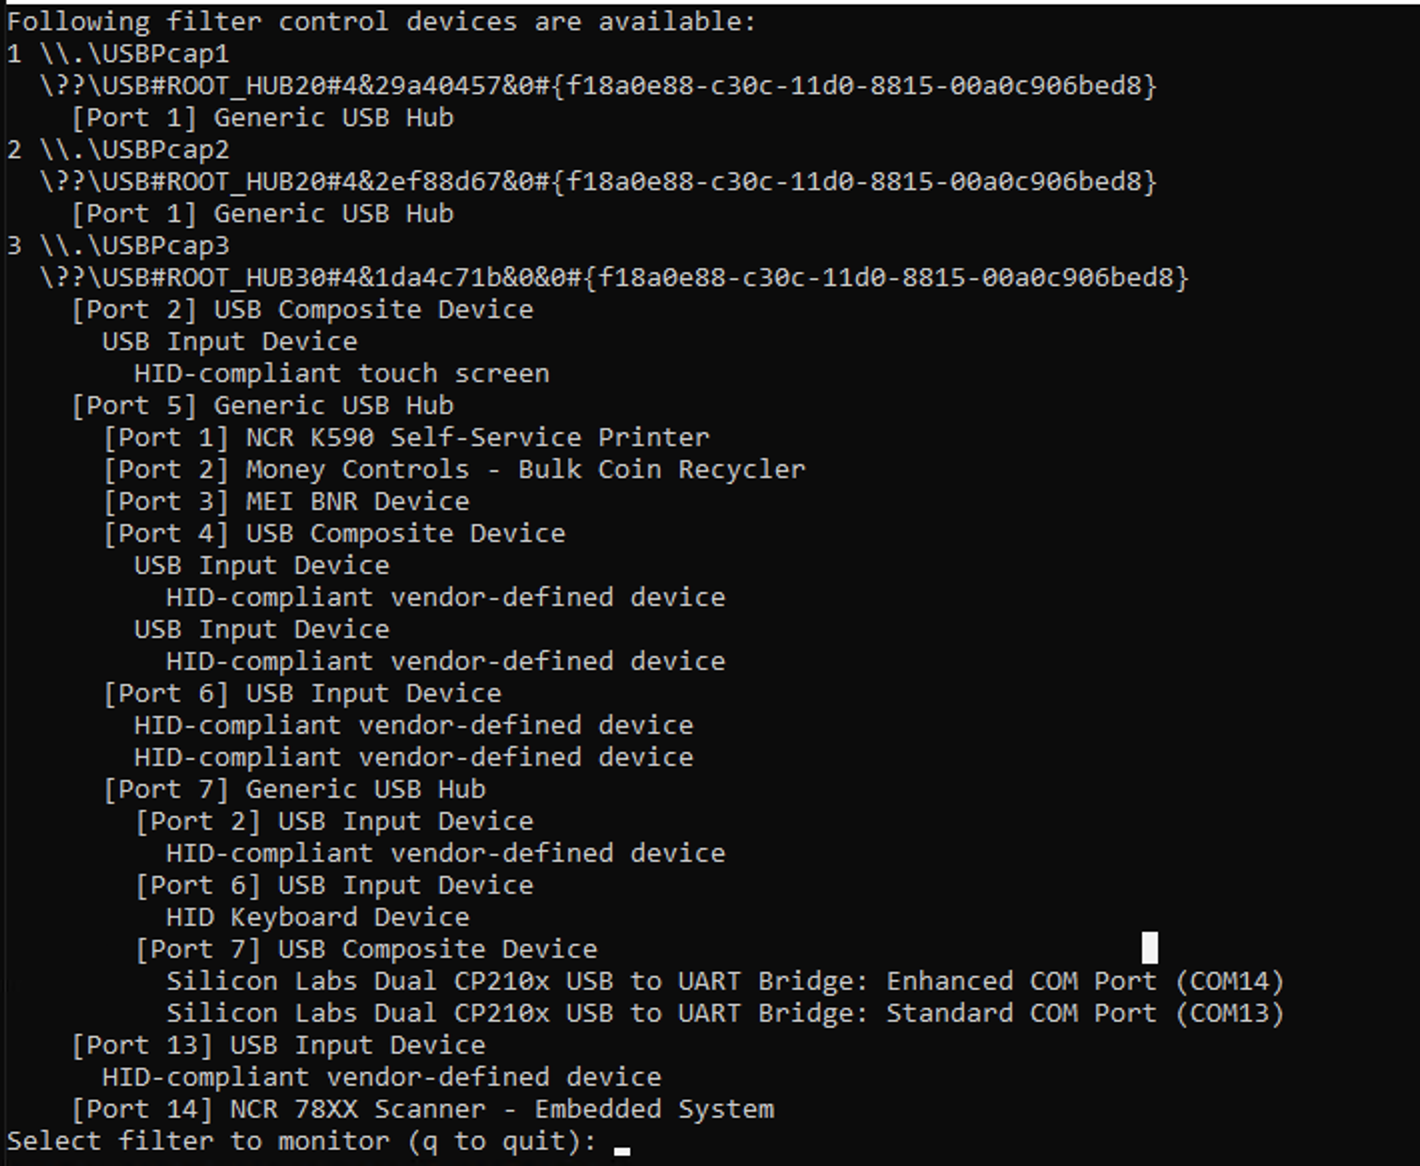 Following filter control devices are available:
1 \\.\USBPcap1
\??\USB#ROOT_HUB20#4&29a40457&0#{f18a0e88-c30c-11d0-8815-00a0c906bed8}
[Port 1] Generic USB Hub
2 \\.\USBPcap2
\??\USB#ROOT_HUB20#4&2ef88d67&0#{f18a0e88-c30c-11d0-8815-00a0c906bed8}
[Port 1] Generic USB Hub
3 \\.\USBPcap3
\??\USB#ROOT_HUB30#4&1da4c71b&0&0#{f18a0e88-c30c-11d0-8815-00a0c906bed8}
[Port 2] USB Composite Device
USB Input Device
HID-compliant touch screen
[Port 5] Generic USB Hub
[Port 1] NCR K590 Self-Service Printer
[Port 2] Money Controls - Bulk Coin Recycler
[Port 3] MEI BNR Device
[Port 4] USB Composite Device
USB Input Device
HID-compliant vendor-defined device
USB Input Device
HID-compliant vendor-defined device
[Port 6] USB Input Device
HID-compliant vendor-defined device
HID-compliant vendor-defined device
[Port 7] Generic USB Hub
[Port 2] USB Input Device
HID-compliant vendor-defined device
[Port 6] USB Input Device
HID Keyboard Device
[Port 7] USB Composite Device
Silicon Labs Dual CP210x USB to UART Bridge: Enhanced COM Port (COM14)
Silicon Labs Dual CP210x USB to UART Bridge: Standard COM Port (COM13)
[Port 13] USB Input Device
HID-compliant vendor-defined device
[Port 14] NCR 78XX Scanner - Embedded System
Select filter to monitor (q to quit):